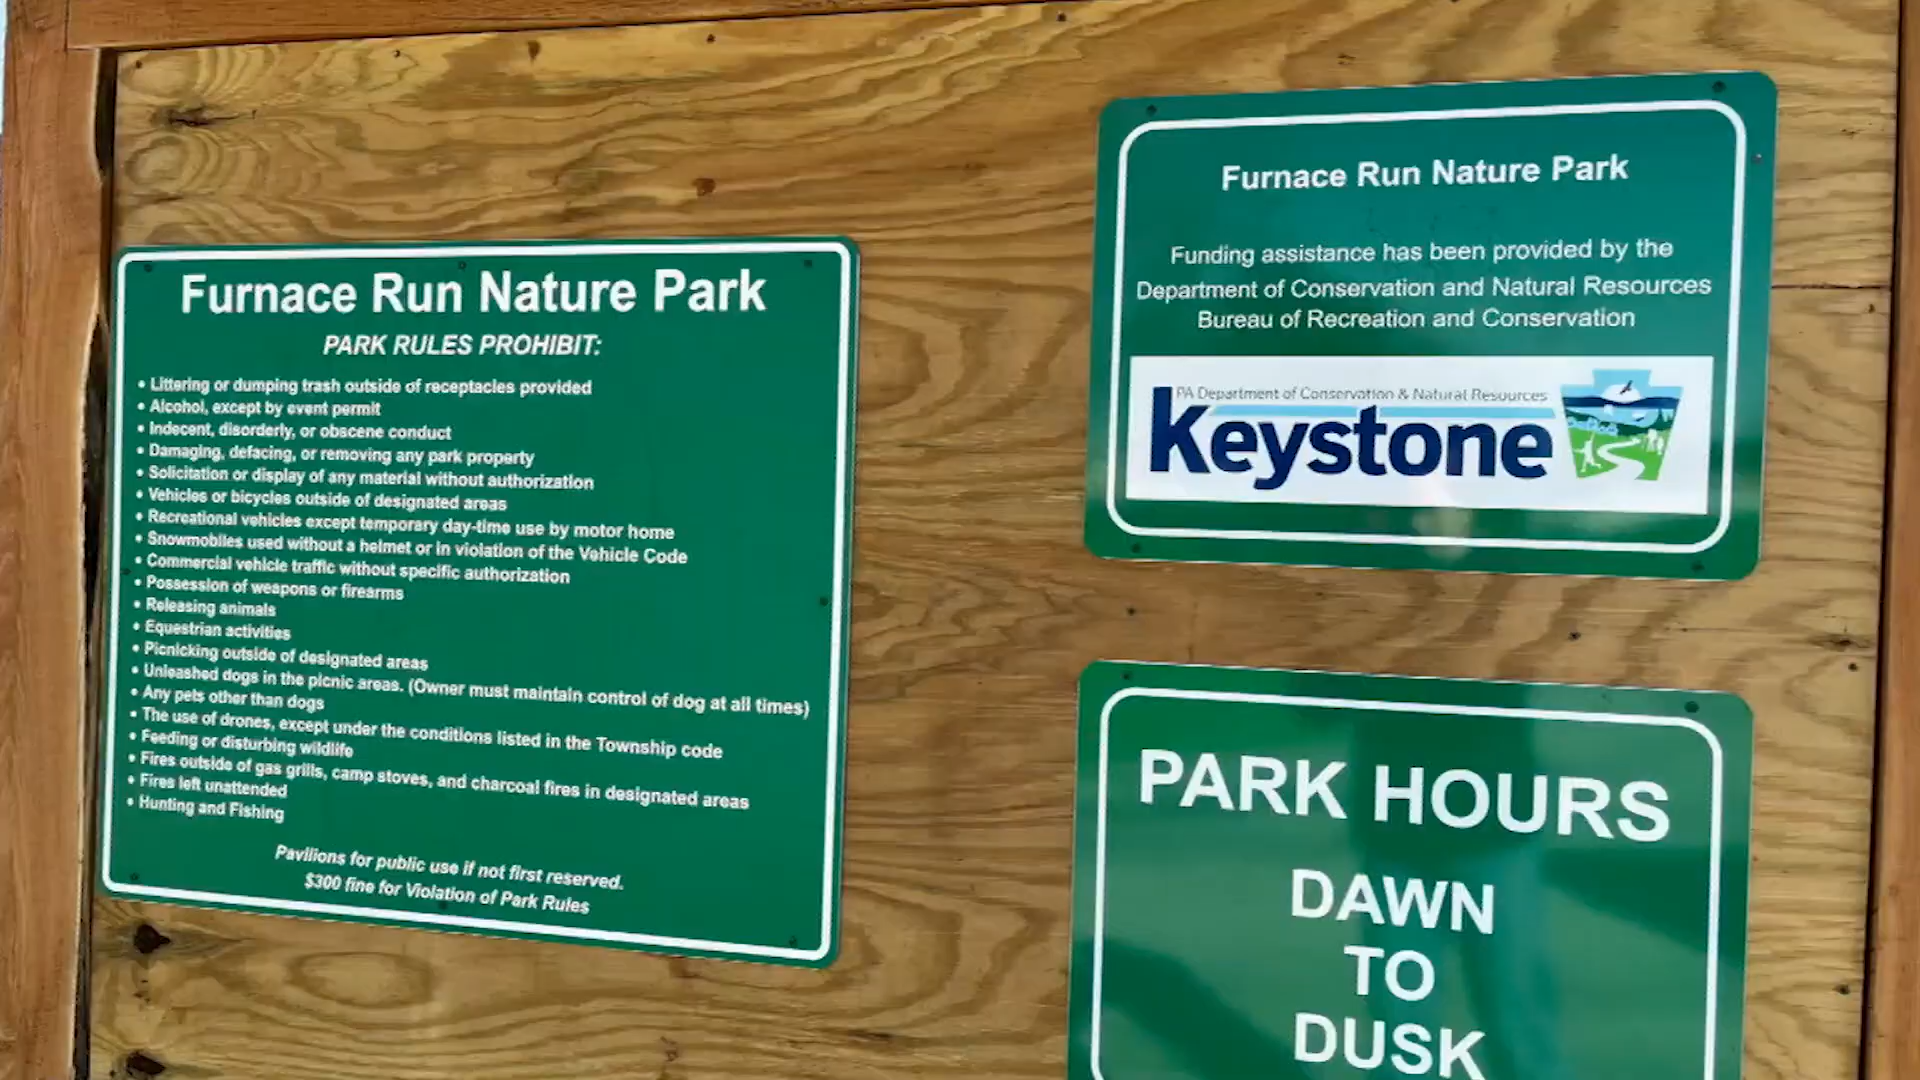 Furnace Run Nature Park
PARK RULES PROHIBIT:
• Littering or dumping trash outside of receptacles provided
• Alcohol, except by event permit
• Indecent, disorderly, or obscene conduct
• Damaging, defacing, or removing any park property
• Solicitation or display of any material without authorization
• Vehicles or bicycles outside of designated areas
• Recreational vehicles except temporary day-time use by motor home
• Snowmobiles used without a helmet or in violation of the Vehicle Code
• Commercial vehicle traffic without specific authorization
• Possession of weapons or firearms
• Releasing animals
• Equestrian activities
• Picnicking outside of designated areas
• Unleashed dogs in the picnic areas. (Owner must maintain control of dog at all times)
• Any pets other than dogs
• The use of drones, except under the conditions listed in the Township code
• Feeding or disturbing wildlife
• Fires outside of gas grills, camp stoves, and charcoal fires in designated areas
• Fires left unattended
• Hunting and Fishing
Pavilions for public use if not first reserved.
$300 fine for Violation of Park Rules
Furnace Run Nature Park
Funding assistance has been provided by the
Department of Conservation and Natural Resources
Bureau of Recreation and Conservation
PA Department of Conservation & Natural Resources
keystone
PARK HOURS
DAWN
TO
DUSK